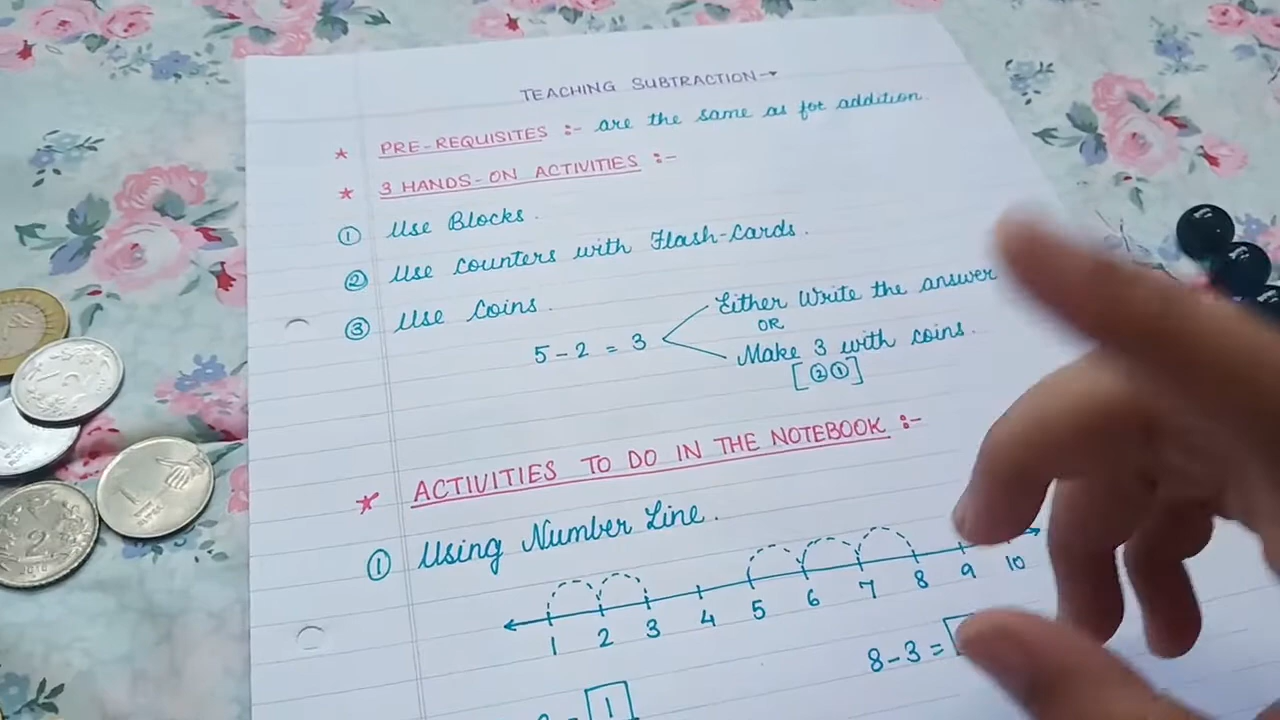 TEACHING SUBTRACTION→
* PRE-REQUISITES :- are the same as for addition.
* 3 HANDS-ON ACTIVITIES :-
① Use Blocks.
② Use counters with Flash-Cards.
③ Use Coins.
5 - 2 = 3
Either Write the answer
OR
Make 3 with coins.
[②①]
* ACTIVITIES TO DO IN THE NOTEBOOK :-
① Using Number Line.
1 2 3 4 5 6 7 8 9 10
8 - 3 =
= 1
1
2